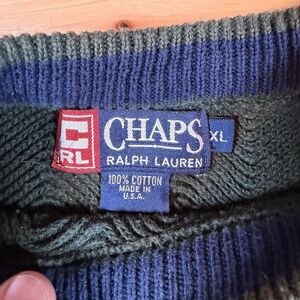 C
RL
CHAPS
RALPH LAUREN
XL
100% COTTON
MADE IN
U.S.A.